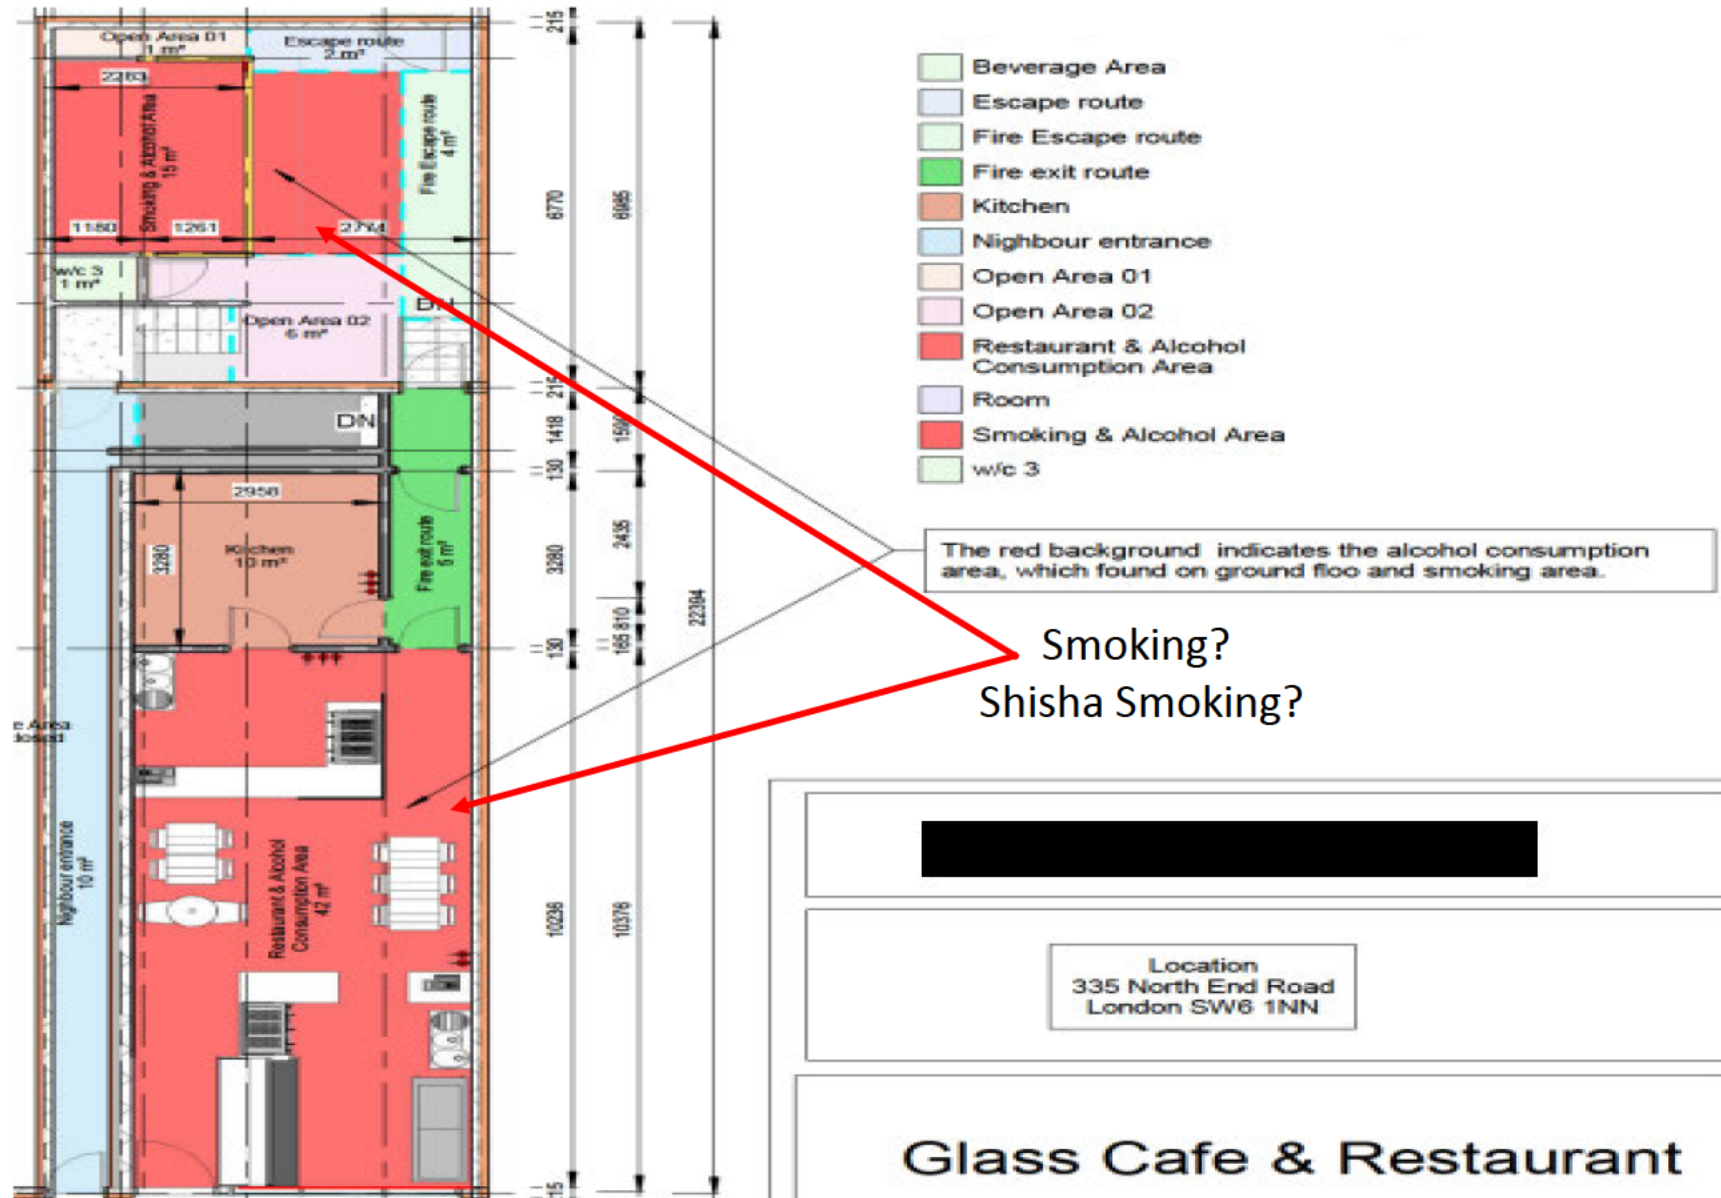 Open Area 01
1 m²
Escape route
2 m²
2263
Smoking & Alcohol Area
15 m²
Fire Escape route
4 m²
1180
1261
2774
w/c 3
1 m²
DN
Open Area 02
6 m²
DN
2958
3280
Kitchen
10 m²
Fire exit route
5 m²
Nighbour entrance
10 m²
Restaurant & Alcohol
Consumption Area
42 m²
215
6770
215
1418
130
3280
130
10236
6985
2435
810
165
10376
22394
Beverage Area
Escape route
Fire Escape route
Fire exit route
Kitchen
Nighbour entrance
Open Area 01
Open Area 02
Restaurant & Alcohol
Consumption Area
Room
Smoking & Alcohol Area
w/c 3
The red background indicates the alcohol consumption
area, which found on ground floo and smoking area.
Smoking?
Shisha Smoking?
Location
335 North End Road
London SW6 1NN
Glass Cafe & Restaurant